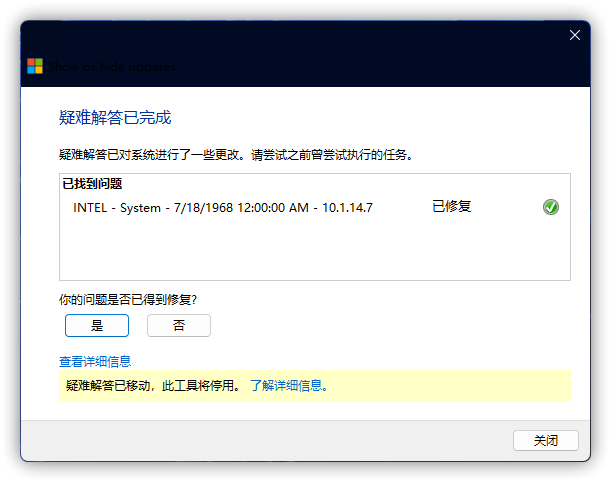 Show or hide updates
疑难解答已完成
疑难解答已对系统进行了一些更改。请尝试之前曾尝试执行的任务。
已找到问题
INTEL - System - 7/18/1968 12:00:00 AM - 10.1.14.7 已修复
你的问题是否已得到修复?
是 否
查看详细信息
疑难解答已移动，此工具将停用。 了解详细信息。
关闭